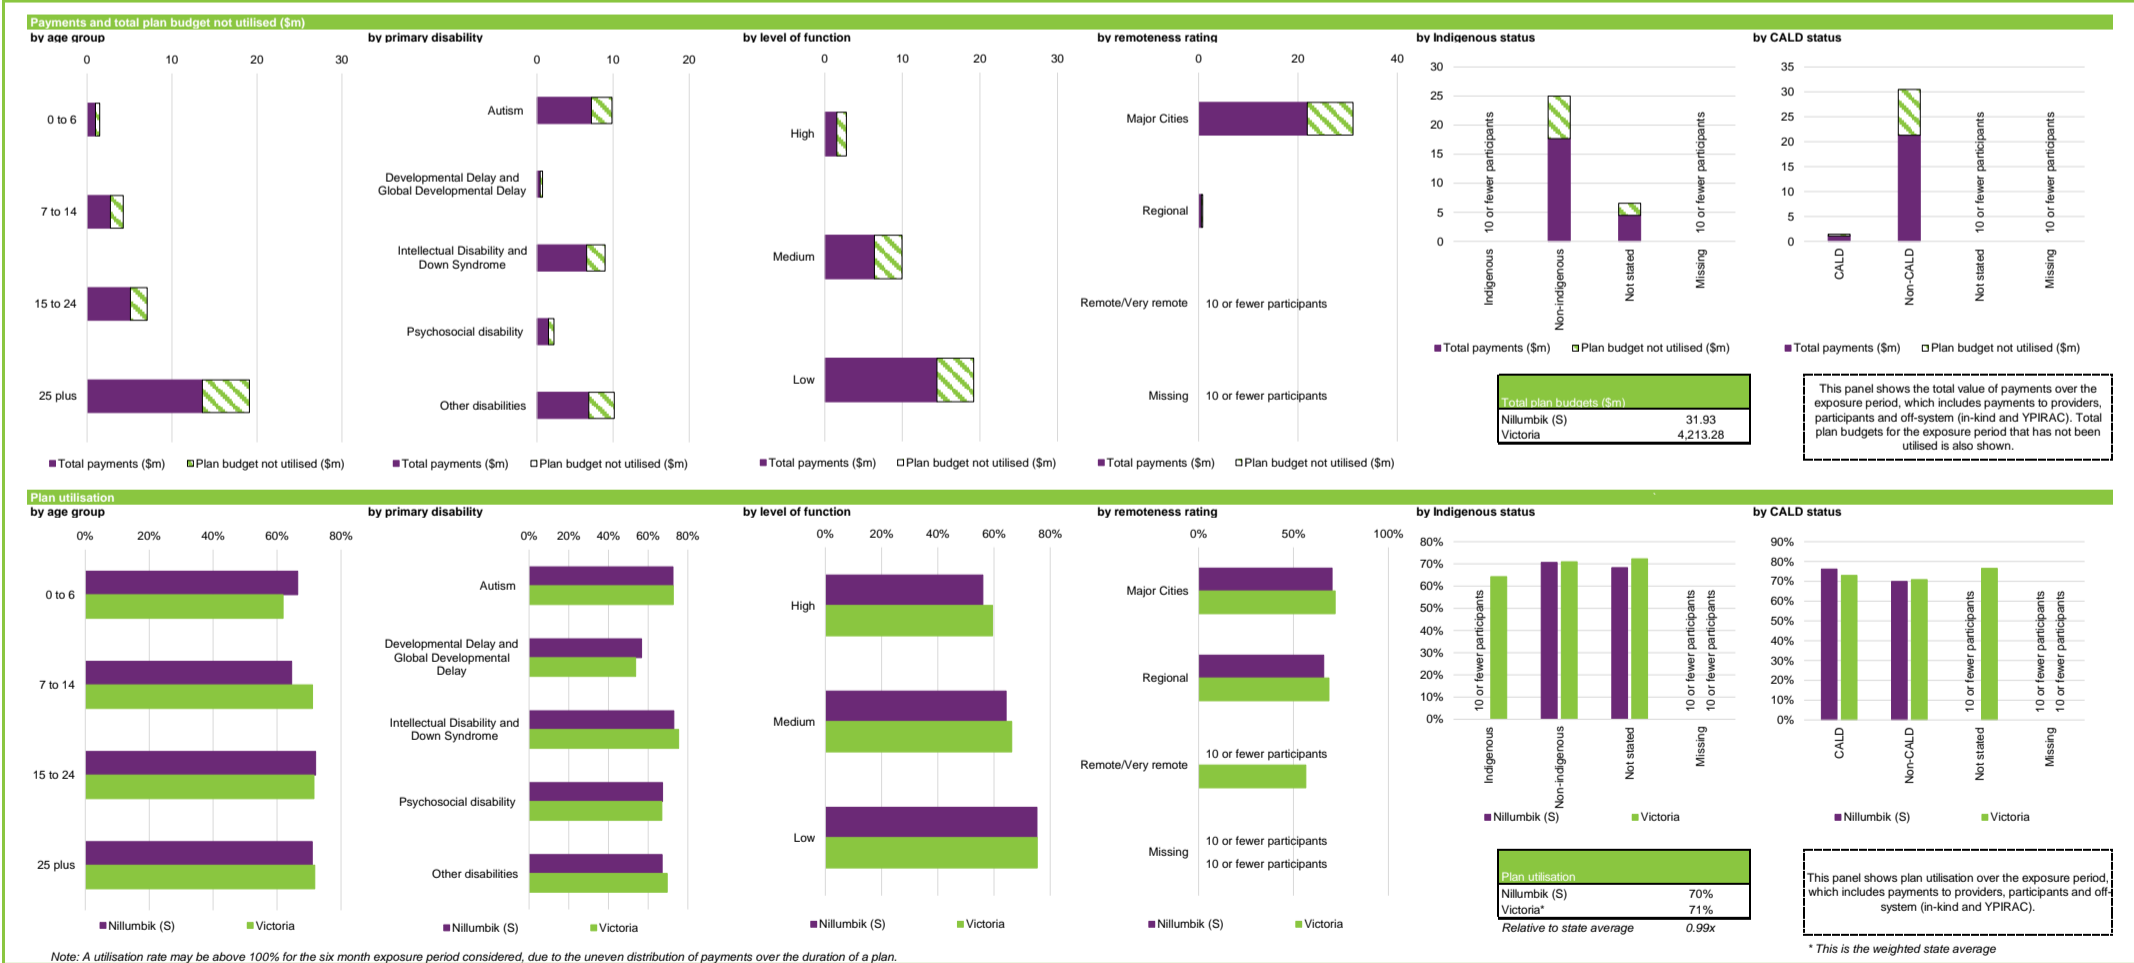 Payments and total plan budget not utilised ($m)
by age group
0 10 20 30
0 to 6
7 to 14
15 to 24
25 plus
Total payments ($m) Plan budget not utilised ($m)
by primary disability
0 10 20
Autism
Developmental Delay and
Global Developmental Delay
Intellectual Disability and
Down Syndrome
Psychosocial disability
Other disabilities
Total payments ($m) Plan budget not utilised ($m)
by level of function
0 10 20 30
High
Medium
Low
Total payments ($m) Plan budget not utilised ($m)
by remoteness rating
0 20 40
Major Cities
Regional
Remote/Very remote 10 or fewer participants
Missing 10 or fewer participants
Total payments ($m) Plan budget not utilised ($m)
by Indigenous status
30
25
20
15
10
5
0
10 or fewer participants
10 or fewer participants
Indigenous
Non-indigenous
Not stated
Missing
Total payments ($m) Plan budget not utilised ($m)
Total plan budgets ($m)
Nillumbik (S) 31.93
Victoria 4,213.28
by CALD status
35
30
25
20
15
10
5
0
10 or fewer participants
10 or fewer participants
CALD
Non-CALD
Not stated
Missing
Total payments ($m) Plan budget not utilised ($m)
This panel shows the total value of payments over the
exposure period, which includes payments to providers,
participants and off-system (in-kind and YPIRAC). Total
plan budgets for the exposure period that has not been
utilised is also shown.
Plan utilisation
by age group
0% 20% 40% 60% 80%
0 to 6
7 to 14
15 to 24
25 plus
Nillumbik (S) Victoria
by primary disability
0% 20% 40% 60% 80%
Autism
Developmental Delay and
Global Developmental
Delay
Intellectual Disability and
Down Syndrome
Psychosocial disability
Other disabilities
Nillumbik (S) Victoria
by level of function
0% 20% 40% 60% 80%
High
Medium
Low
Nillumbik (S) Victoria
by remoteness rating
0% 50% 100%
Major Cities
Regional
Remote/Very remote
10 or fewer participants
Missing
10 or fewer participants
10 or fewer participants
Nillumbik (S) Victoria
by Indigenous status
80%
70%
60%
50%
40%
30%
20%
10%
0%
10 or fewer participants
10 or fewer participants
10 or fewer participants
Indigenous
Non-indigenous
Not stated
Missing
Nillumbik (S) Victoria
Plan utilisation
Nillumbik (S) 70%
Victoria* 71%
Relative to state average 0.99x
by CALD status
90%
80%
70%
60%
50%
40%
30%
20%
10%
0%
10 or fewer participants
10 or fewer participants
10 or fewer participants
CALD
Non-CALD
Not stated
Missing
Nillumbik (S) Victoria
This panel shows plan utilisation over the exposure period,
which includes payments to providers, participants and off-
system (in-kind and YPIRAC).
* This is the weighted state average
Note: A utilisation rate may be above 100% for the six month exposure period considered, due to the uneven distribution of payments over the duration of a plan.